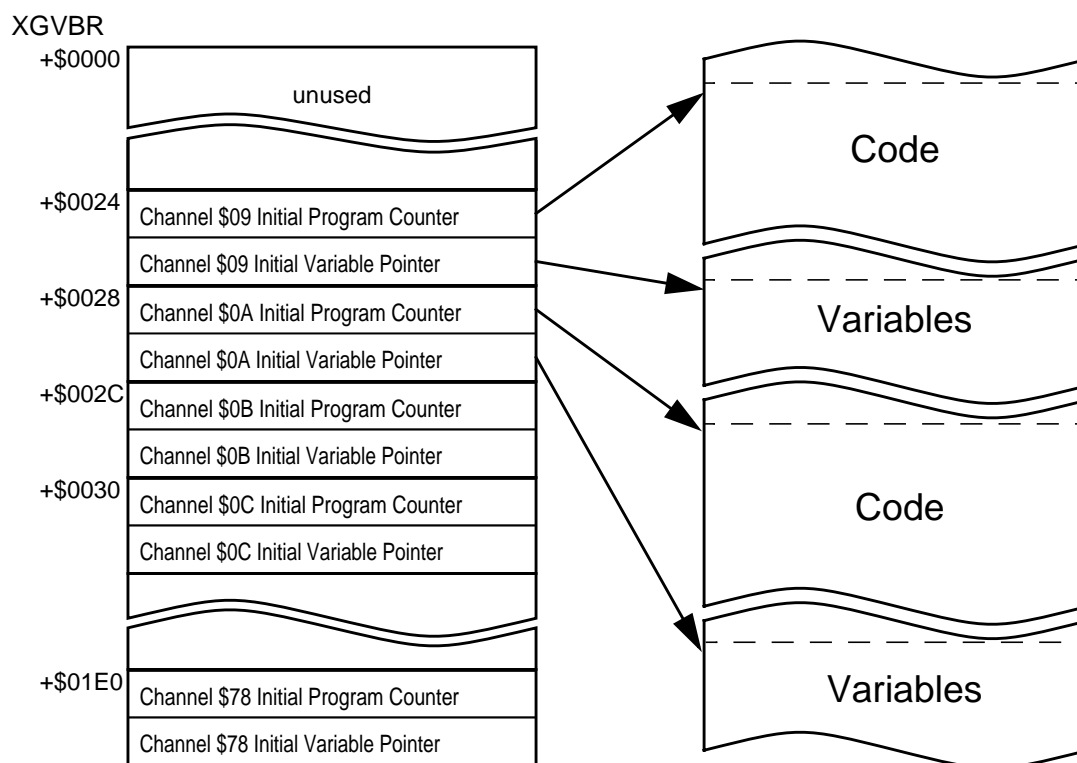 XGVBR
+$0000
unused
+$0024
Channel $09 Initial Program Counter
Channel $09 Initial Variable Pointer
+$0028
Channel $0A Initial Program Counter
Channel $0A Initial Variable Pointer
+$002C
Channel $0B Initial Program Counter
Channel $0B Initial Variable Pointer
+$0030
Channel $0C Initial Program Counter
Channel $0C Initial Variable Pointer
+$01E0
Channel $78 Initial Program Counter
Channel $78 Initial Variable Pointer
Code
Variables
Code
Variables